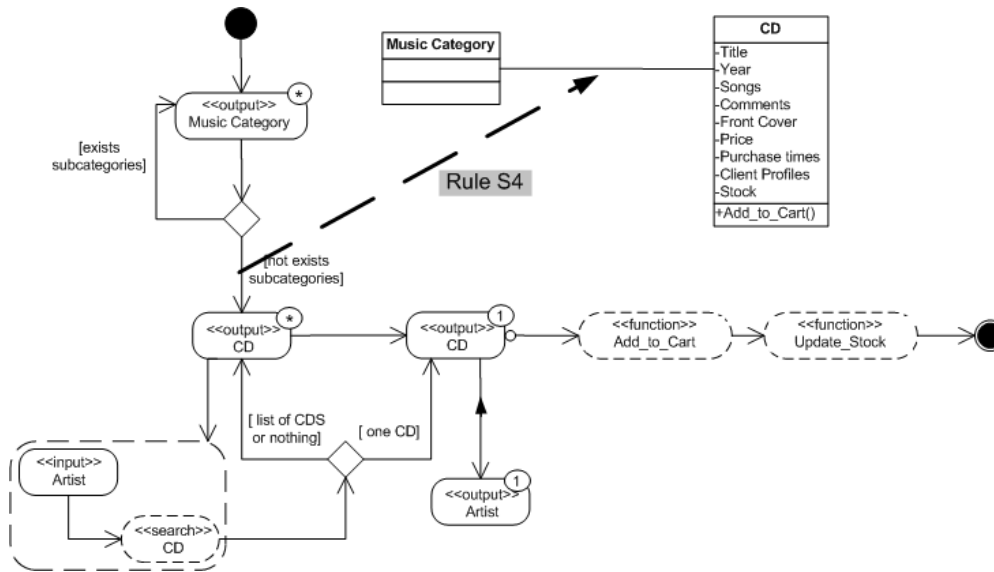 <<output>>
Music Category
*
[exists
subcategories]
Music Category
CD
-Title
-Year
-Songs
-Comments
-Front Cover
-Price
-Purchase times
-Client Profiles
-Stock
+Add_to_Cart()
Rule S4
[not exists
subcategories]
<<output>>
CD
*
<<output>>
CD
1
<<function>>
Add_to_Cart
<<function>>
Update_Stock
[ list of CDS
or nothing]
[ one CD]
<<input>>
Artist
<<search>>
CD
<<output>>
Artist
1